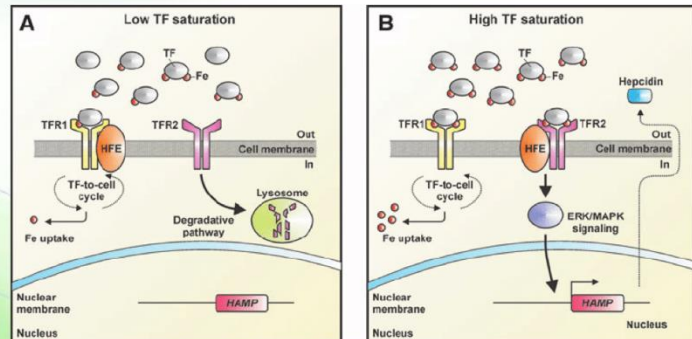 A
Low TF saturation
TF
Fe
TFR1
HFE
TFR2
Out
Cell membrane
In
TF-to-cell
cycle
Fe uptake
Degradative
pathway
Lysosome
Nuclear
membrane
Nucleus
HAMP
B
High TF saturation
TF
Fe
Hepcidin
TFR1
HFE
TFR2
Out
Cell membrane
In
TF-to-cell
cycle
Fe uptake
ERK/MAPK
signaling
Nuclear
membrane
HAMP
Nucleus